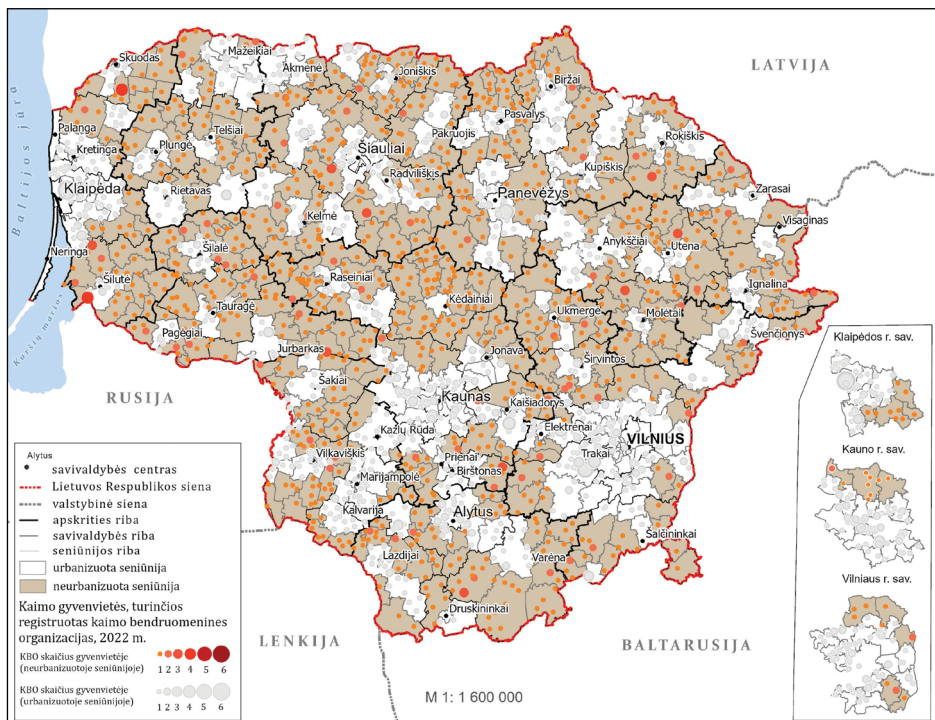 LATVIJA
Baltijos jūra
Kuršių marios
RUSIJA
LENKIJA
BALTARUSIJA
Skuodas
Mažeikiai
Akmenė
Joniškis
Biržai
Palanga
Telšiai
Pakruojis
Pasvalys
Rokiškis
Kretinga
Plungė
Šiauliai
Kupiškis
Klaipėda
Rietavas
Radviliškis
Panevėžys
Zarasai
Kelmė
Visaginas
Neringa
Šilalė
Anykščiai
Utena
Šilutė
Raseiniai
Ignalina
Tauragė
Kėdainiai
Ukmergė
Molėtai
Pagėgiai
Švenčionys
Jurbarkas
Jonava
Širvintos
Šakiai
Kaunas
Kaišiadorys
Kazlų Rūda
Elektrėnai
VILNIUS
Vilkaviškis
Prienai
Trakai
Marijampolė
Birštonas
Kalvarija
Alytus
Šalčininkai
Lazdijai
Varėna
Druskininkai
Klaipėdos r. sav.
Kauno r. sav.
Vilniaus r. sav.
Alytus
savivaldybės centras
Lietuvos Respublikos siena
valstybinė siena
apskrities riba
savivaldybės riba
seniūnijos riba
urbanizuota seniūnija
neurbanizuota seniūnija
Kaimo gyvenvietės, turinčios
registruotas kaimo bendruomenines
organizacijas, 2022 m.
KBO skaičius gyvenvietėje
(neurbanizuotoje seniūnijoje)
1 2 3 4 5 6
KBO skaičius gyvenvietėje
(urbanizuotoje seniūnijoje)
1 2 3 4 5 6
M 1: 1 600 000